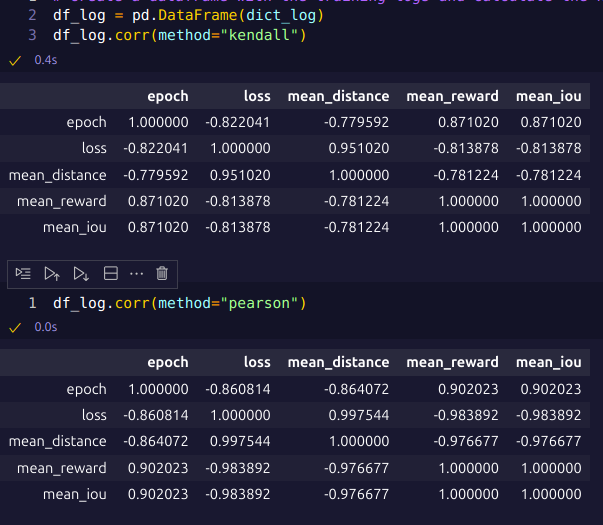 2 df_log = pd.DataFrame(dict_log)
3 df_log.corr(method="kendall")
0.4s
epoch loss mean_distance mean_reward mean_iou
epoch 1.000000 -0.822041 -0.779592 0.871020 0.871020
loss -0.822041 1.000000 0.951020 -0.813878 -0.813878
mean_distance -0.779592 0.951020 1.000000 -0.781224 -0.781224
mean_reward 0.871020 -0.813878 -0.781224 1.000000 1.000000
mean_iou 0.871020 -0.813878 -0.781224 1.000000 1.000000
1 df_log.corr(method="pearson")
0.0s
epoch loss mean_distance mean_reward mean_iou
epoch 1.000000 -0.860814 -0.864072 0.902023 0.902023
loss -0.860814 1.000000 0.997544 -0.983892 -0.983892
mean_distance -0.864072 0.997544 1.000000 -0.976677 -0.976677
mean_reward 0.902023 -0.983892 -0.976677 1.000000 1.000000
mean_iou 0.902023 -0.983892 -0.976677 1.000000 1.000000